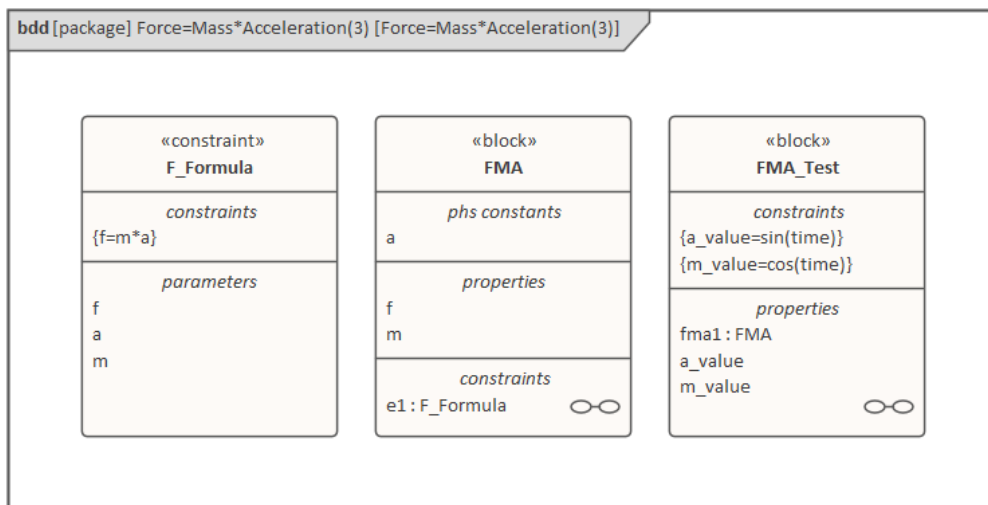 bdd [package] Force=Mass*Acceleration(3) [Force=Mass*Acceleration(3)]
«constraint»
F_Formula
constraints
{f=m*a}
parameters
f
a
m
«block»
FMA
phs constants
a
properties
f
m
constraints
e1 : F_Formula
«block»
FMA_Test
constraints
{a_value=sin(time)}
{m_value=cos(time)}
properties
fma1 : FMA
a_value
m_value